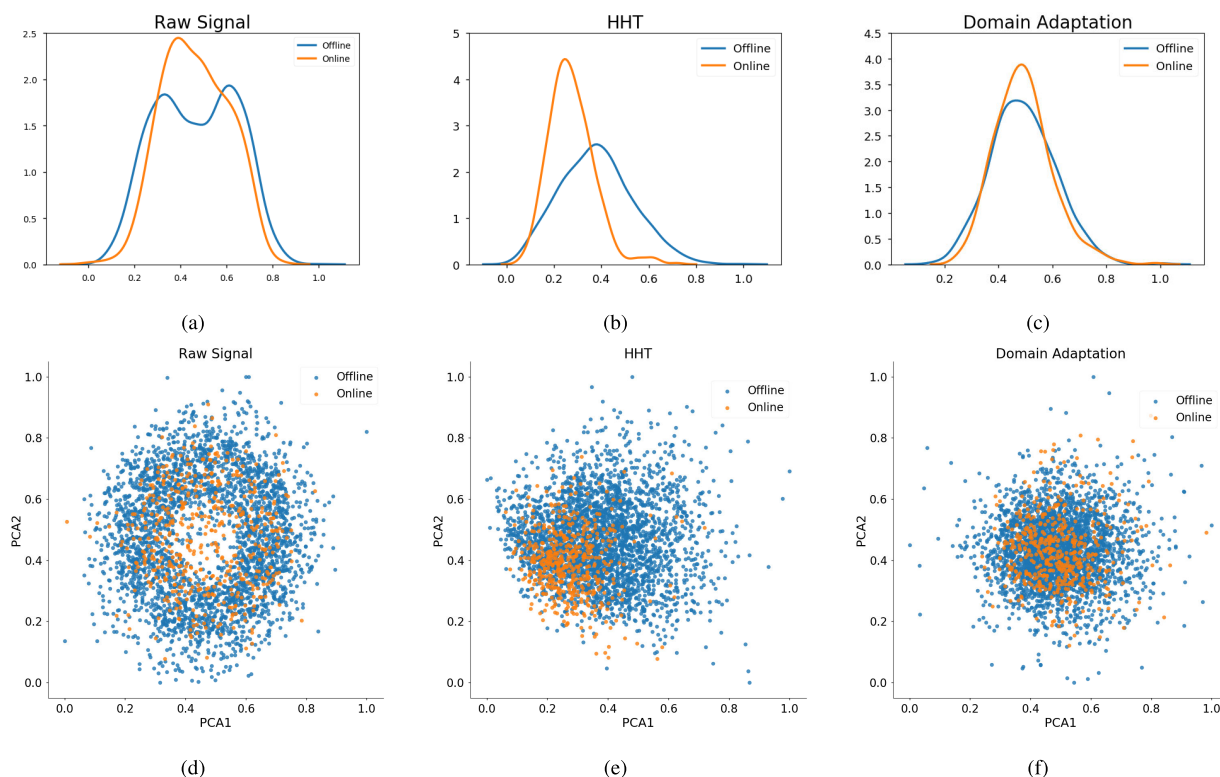 Raw Signal
2.5
2.0
1.5
1.0
0.5
0.0
0.0 0.2 0.4 0.6 0.8 1.0
Offline
Online
(a)
HHT
5
4
3
2
1
0
0.0 0.2 0.4 0.6 0.8 1.0
Offline
Online
(b)
Domain Adaptation
4.5
4.0
3.5
3.0
2.5
2.0
1.5
1.0
0.5
0.0
0.2 0.4 0.6 0.8 1.0
Offline
Online
(c)
Raw Signal
1.0
0.8
0.6
0.4
0.2
0.0
PCA2
0.0 0.2 0.4 0.6 0.8 1.0
PCA1
Offline
Online
(d)
HHT
1.0
0.8
0.6
0.4
0.2
0.0
PCA2
0.0 0.2 0.4 0.6 0.8 1.0
PCA1
Offline
Online
(e)
Domain Adaptation
1.0
0.8
0.6
0.4
0.2
0.0
PCA2
0.0 0.2 0.4 0.6 0.8 1.0
PCA1
Offline
Online
(f)